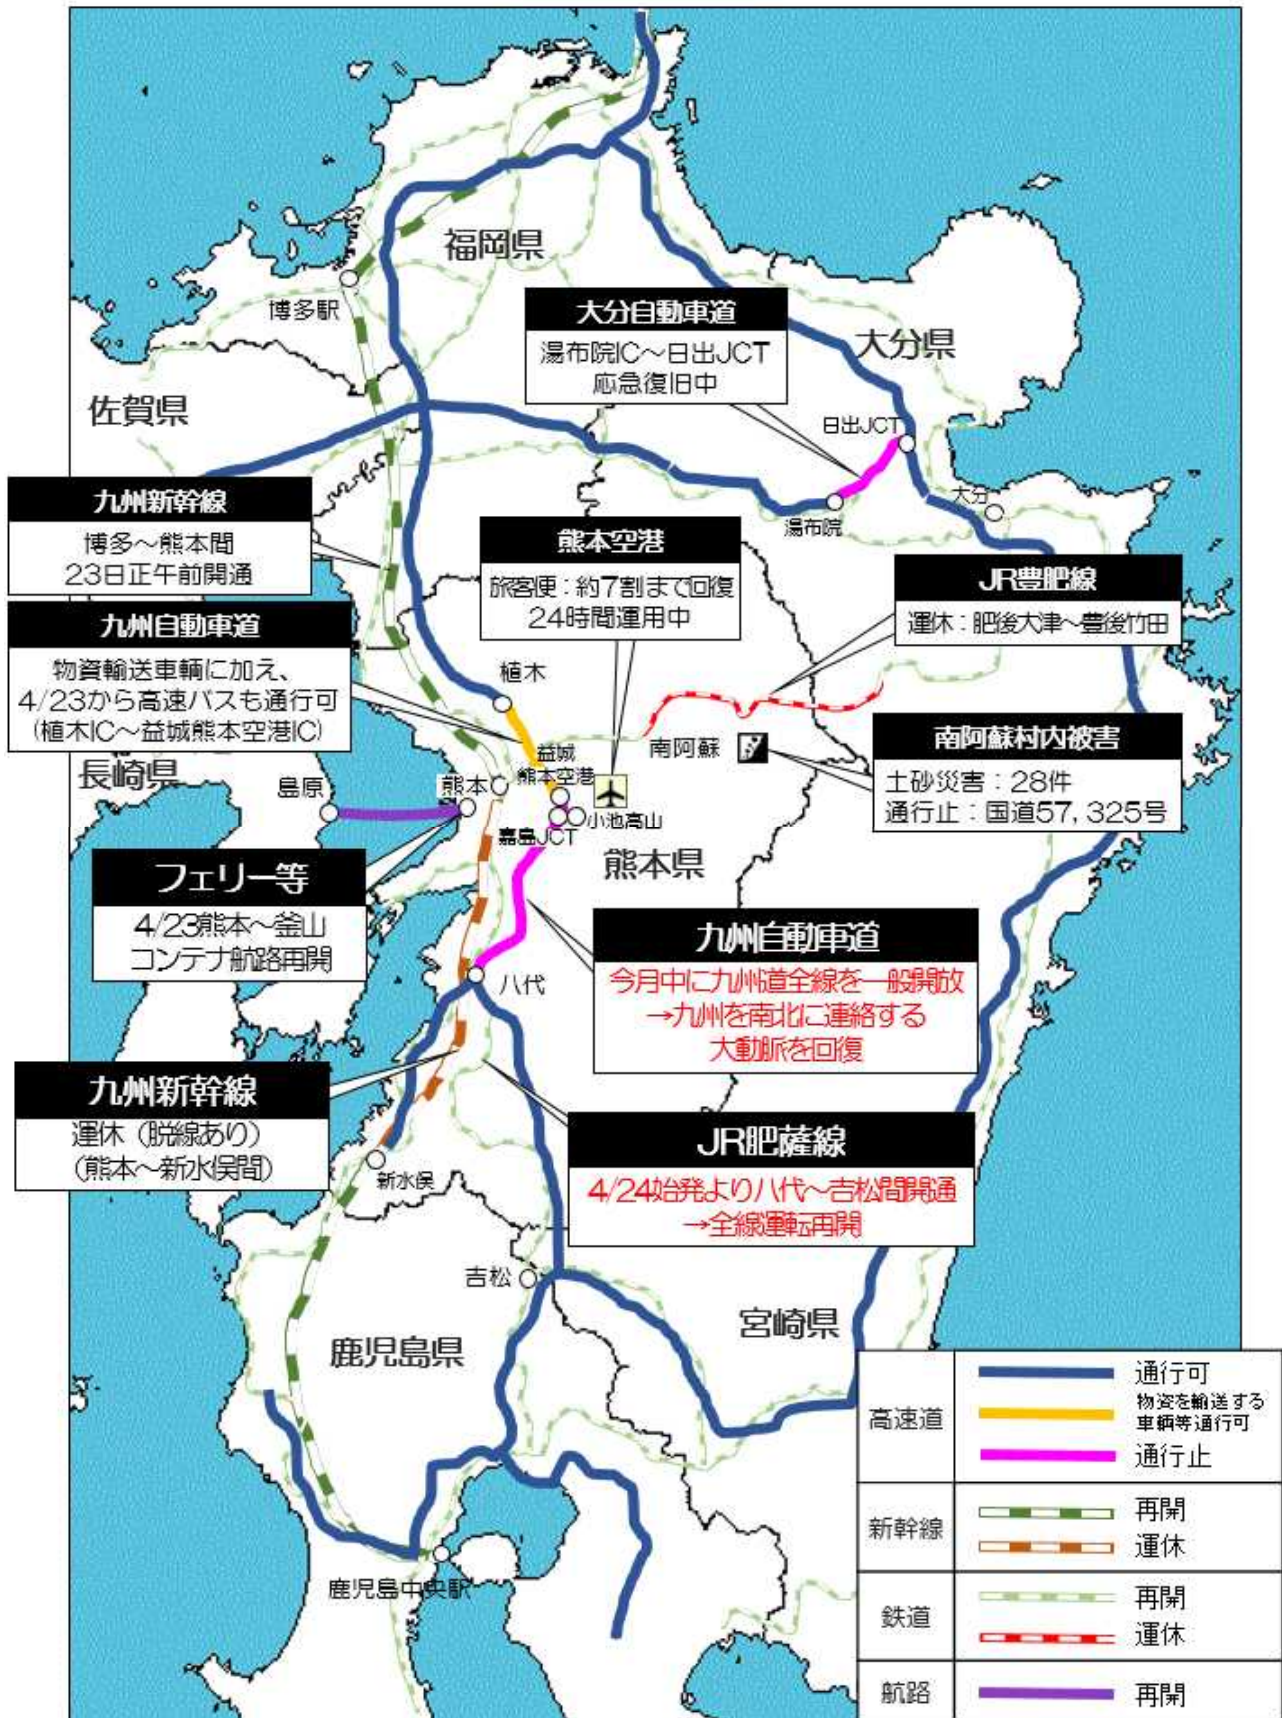 福岡県
博多駅
大分自動車道
湯布院IC～日出JCT
応急復旧中
大分県
佐賀県
日出JCT
湯布院
大分
九州新幹線
博多～熊本間
23日正午前開通
熊本空港
旅客便：約7割まで回復
24時間運用中
JR豊肥線
運休：肥後大津～豊後竹田
九州自動車道
物資輸送車輌に加え、
4/23から高速バスも通行可
(植木IC～益城熊本空港IC)
植木
益城
熊本空港
南阿蘇
南阿蘇村内被害
土砂災害：28件
通行止：国道57, 325号
長崎県
島原
熊本
小池高山
嘉島JCT
熊本県
フェリー等
4/23熊本～釜山
コンテナ航路再開
九州自動車道
今月中に九州道全線を一般開放
→九州を南北に連絡する
大動脈を回復
八代
九州新幹線
運休（脱線あり）
（熊本～新水俣間）
JR肥薩線
4/24始発より八代～吉松間開通
→全線運転再開
新水俣
吉松
宮崎県
鹿児島県
鹿児島中央駅
高速道
通行可
物資を輸送する
車輌等通行可
通行止
新幹線
再開
運休
鉄道
再開
運休
航路
再開